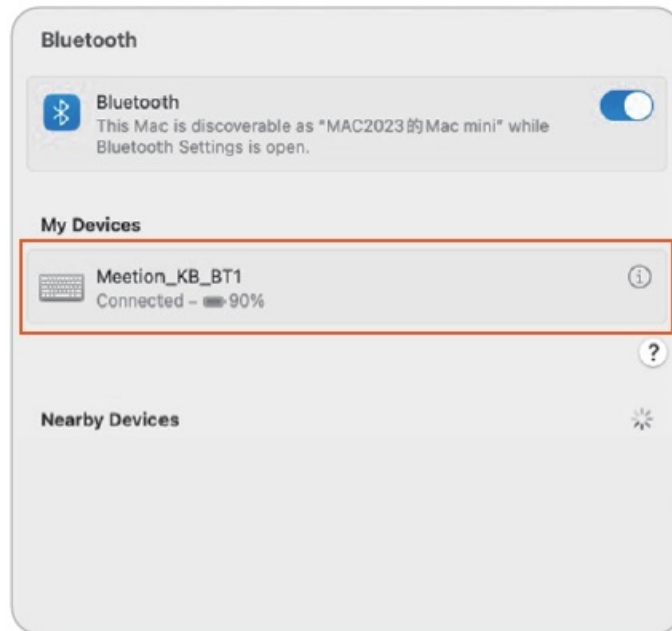 Bluetooth
Bluetooth
This Mac is discoverable as "MAC2023的Mac mini" while
Bluetooth Settings is open.
My Devices
Meetion_KB_BT1
Connected – 90%
?
Nearby Devices